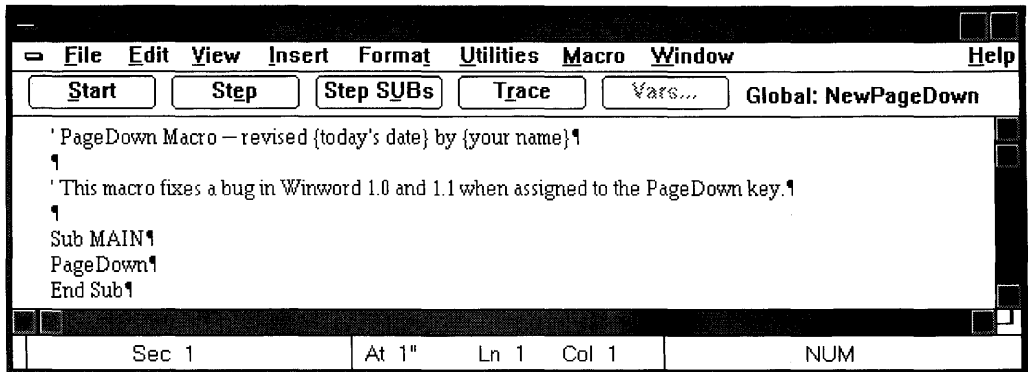 File Edit View Insert Format Utilities Macro Window Help
Start Step Step SUBs Trace Vars... Global: NewPageDown
' PageDown Macro — revised {today's date} by {your name}¶
¶
' This macro fixes a bug in Winword 1.0 and 1.1 when assigned to the PageDown key.¶
¶
Sub MAIN¶
PageDown¶
End Sub¶
Sec 1 At 1" Ln 1 Col 1 NUM